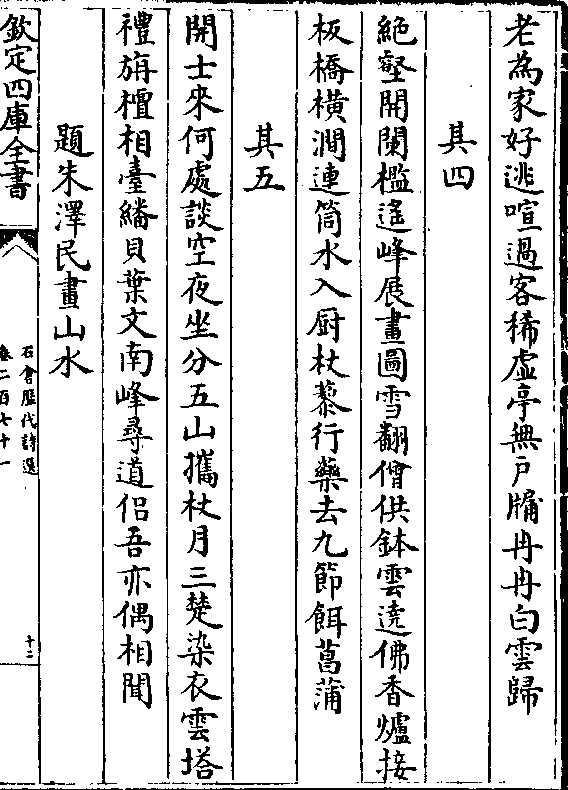 老為家好逃喧過客稀虛亭無戶牖冉冉白雲歸
其四
絶壑開闌檻遙峰展畫圖雪翻僧供鉢雲遶佛香爐接
板橋橫澗連筒水入厨杖藜行藥去九節餌菖蒲
其五
開士來何處談空夜坐分五山攜杖月三楚染衣雲塔
禮旃檀相臺繙貝葉文南峰尋道侶吾亦偶相聞
題朱澤民畫山水
欽定四庫全書
石倉歴代詩選
卷二百七十一
十二